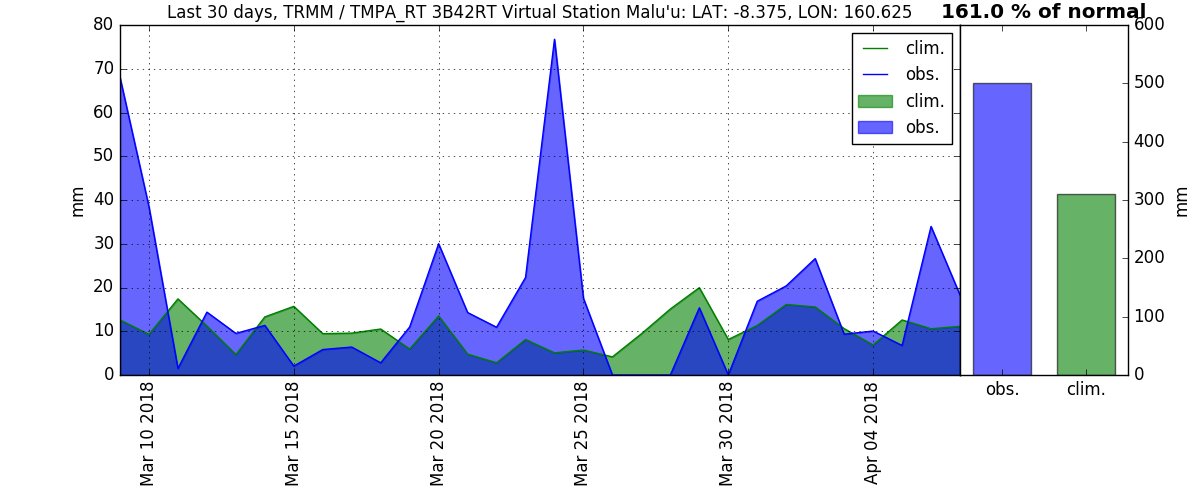 Last 30 days, TRMM / TMPA_RT 3B42RT Virtual Station Malu'u: LAT: -8.375, LON: 160.625
161.0 % of normal
80
70
60
50
40
30
20
10
0
mm
clim.
obs.
clim.
obs.
600
500
400
300
200
100
0
mm
Mar 10 2018
Mar 15 2018
Mar 20 2018
Mar 25 2018
Mar 30 2018
Apr 04 2018
obs.
clim.